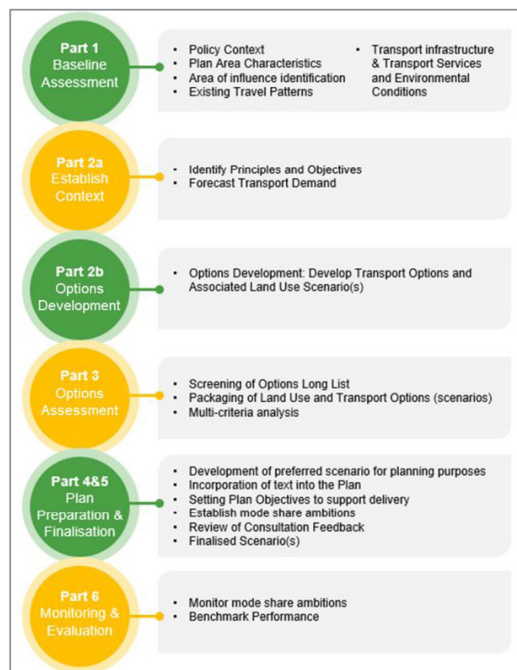 Part 1
Baseline
Assessment
• Policy Context
• Plan Area Characteristics
• Area of influence identification
• Existing Travel Patterns
• Transport infrastructure
& Transport Services
and Environmental
Conditions
Part 2a
Establish
Context
• Identify Principles and Objectives
• Forecast Transport Demand
Part 2b
Options
Development
• Options Development: Develop Transport Options and
Associated Land Use Scenario(s)
Part 3
Options
Assessment
• Screening of Options Long List
• Packaging of Land Use and Transport Options (scenarios)
• Multi-criteria analysis
Part 4&5
Plan
Preparation &
Finalisation
• Development of preferred scenario for planning purposes
• Incorporation of text into the Plan
• Setting Plan Objectives to support delivery
• Establish mode share ambitions
• Review of Consultation Feedback
• Finalised Scenario(s)
Part 6
Monitoring &
Evaluation
• Monitor mode share ambitions
• Benchmark Performance